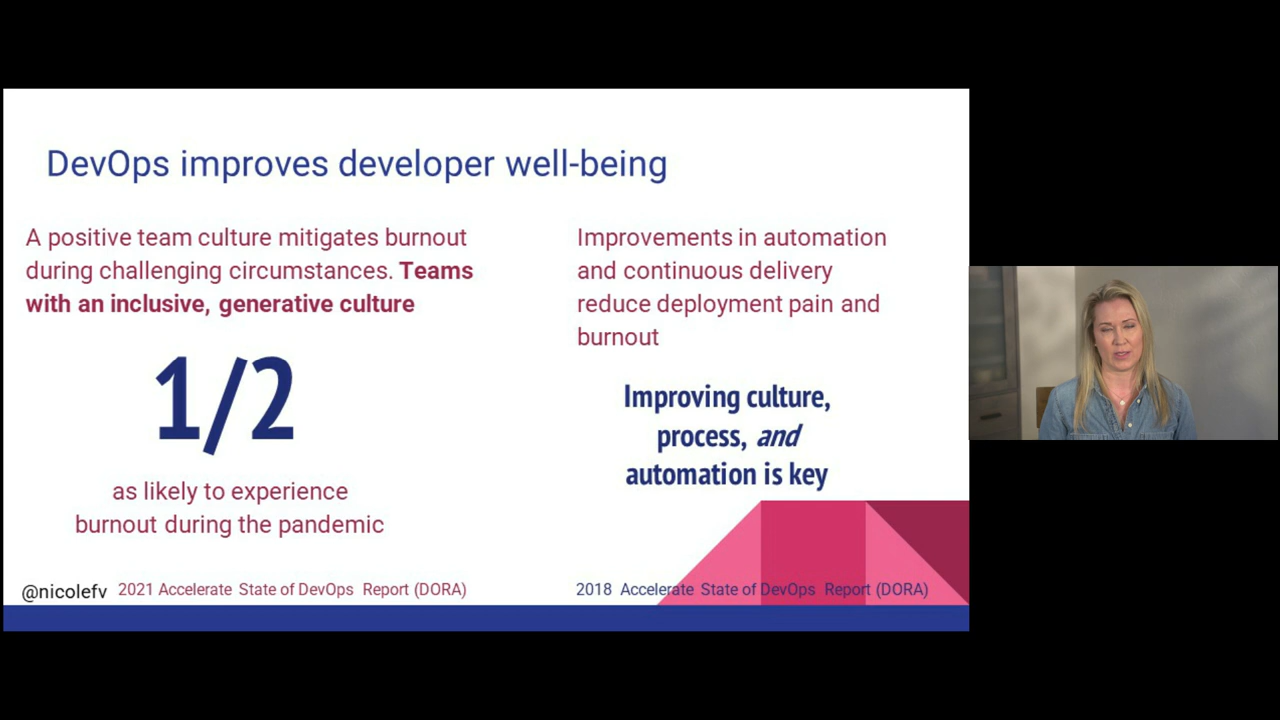 DevOps improves developer well-being
A positive team culture mitigates burnout
during challenging circumstances. Teams
with an inclusive, generative culture
1/2
as likely to experience
burnout during the pandemic
@nicolefv 2021 Accelerate State of DevOps Report (DORA)
Improvements in automation
and continuous delivery
reduce deployment pain and
burnout
Improving culture,
process, and
automation is key
2018 Accelerate State of DevOps Report (DORA)